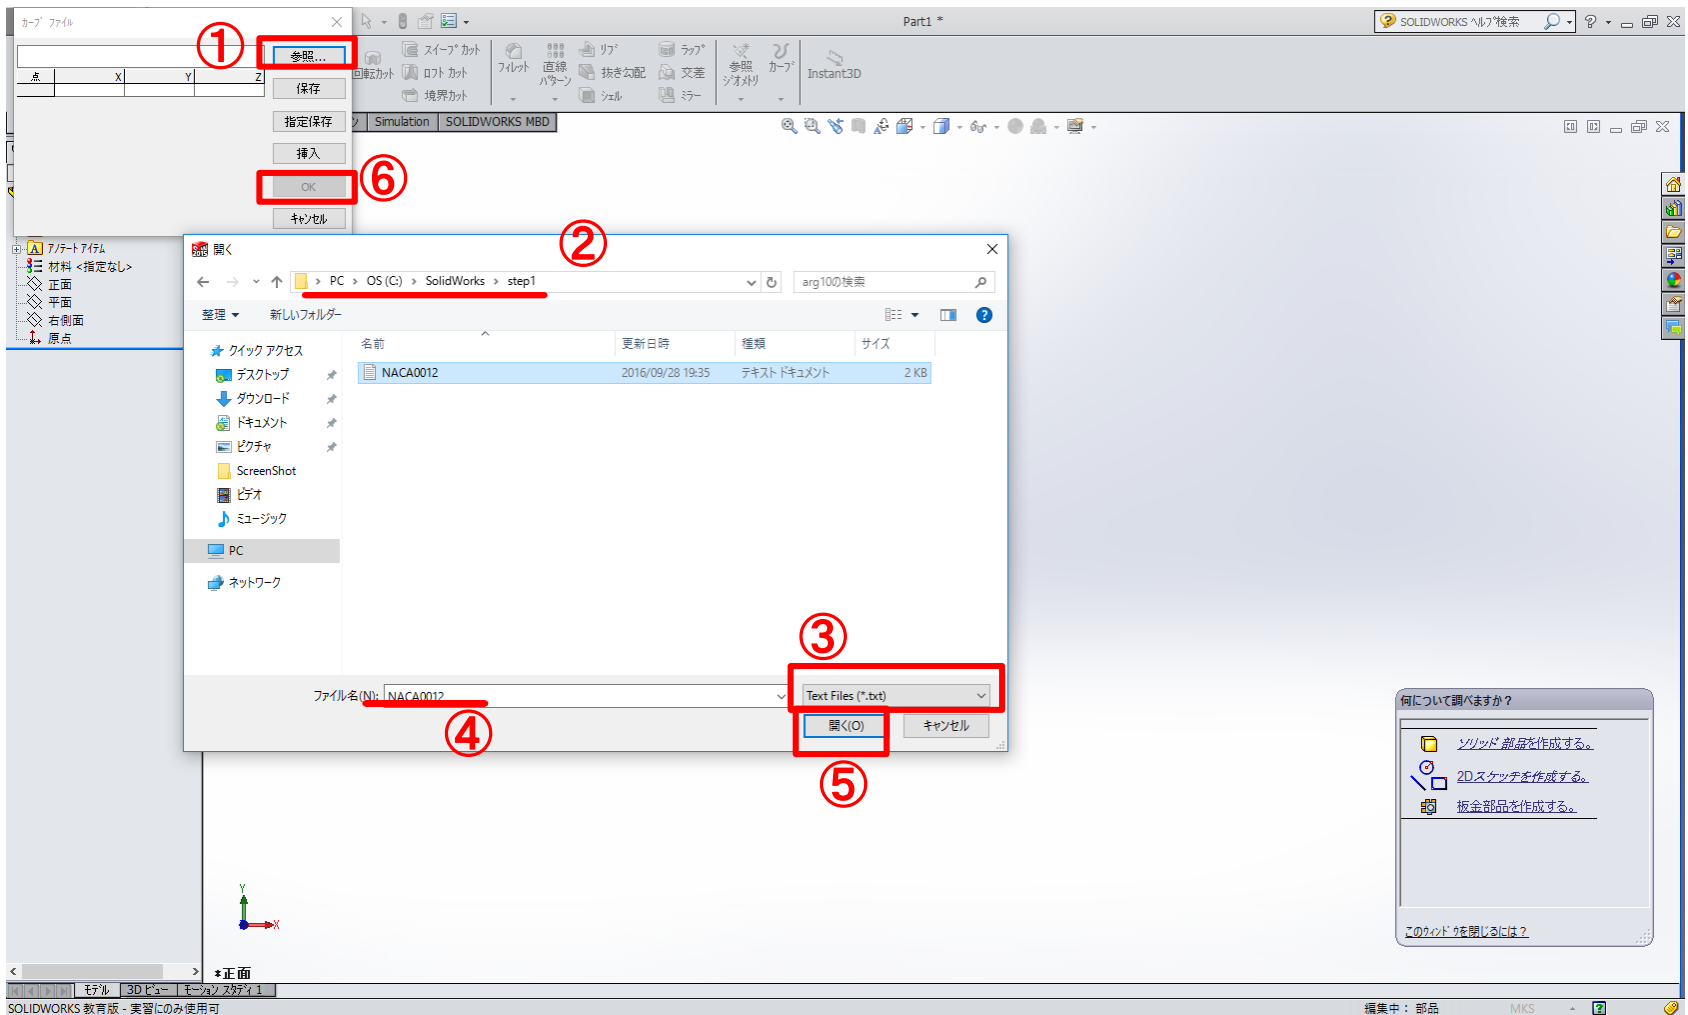 カーブ ファイル
Part1 *
SOLIDWORKS ヘルプ検索
①
参照...
点 X Y Z
保存
指定保存
挿入
⑥
OK
キャンセル
回転カット
スイープ カット
ロフト カット
境界カット
フィレット
直線パターン
リブ
抜き勾配
シェル
ラップ
交差
ミラー
参照ジオメトリ
カーブ
Instant3D
Simulation
SOLIDWORKS MBD
アノテート アイテム
材料 <指定なし>
正面
平面
右側面
原点
開く
②
PC > OS (C:) > SolidWorks > step1
arg10の検索
整理
新しいフォルダー
名前 更新日時 種類 サイズ
NACA0012 2016/09/28 19:35 テキスト ドキュメント 2 KB
クイック アクセス
デスクトップ
ダウンロード
ドキュメント
ピクチャ
ScreenShot
ビデオ
ミュージック
PC
ネットワーク
③
ファイル名(N): NACA0012
Text Files (*.txt)
④
開く(O)
キャンセル
⑤
何について調べますか？
ソリッド 部品を作成する。
2Dスケッチを作成する。
板金部品を作成する。
このウィンドウを閉じるには？
Y
X
*正面
モデル
3D ビュー
モーション スタディ 1
SOLIDWORKS 教育版 - 実習にのみ使用可
編集中： 部品
MKS